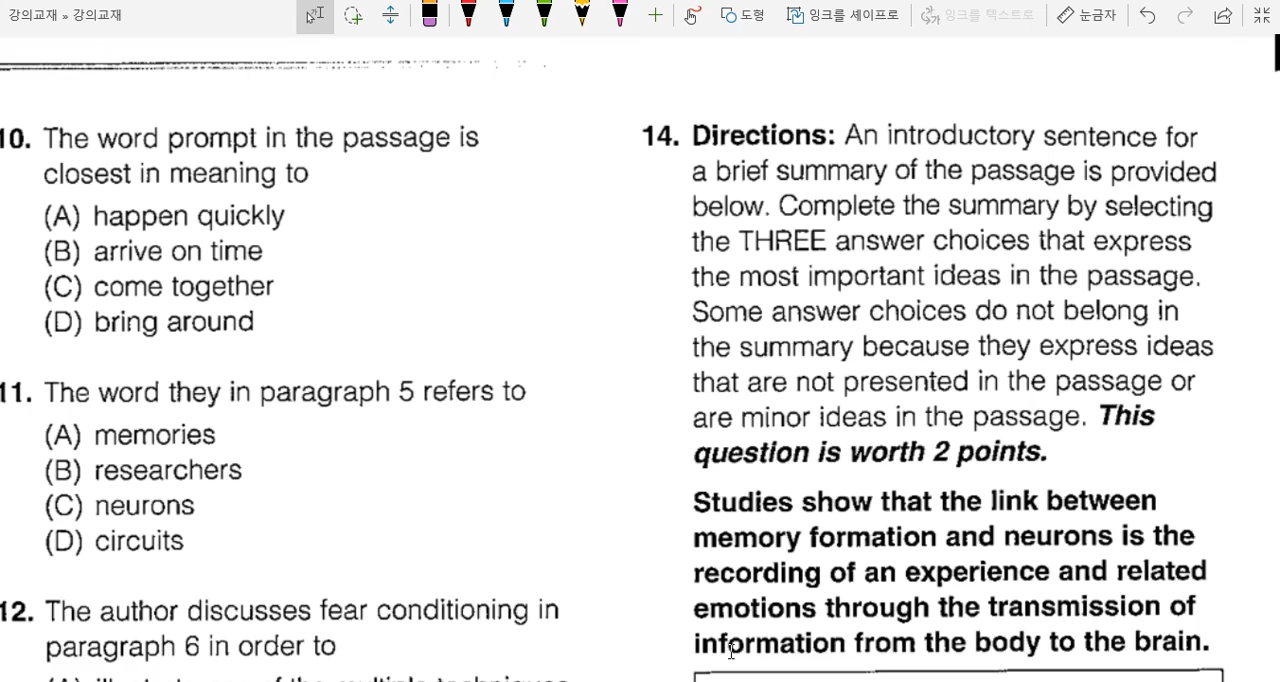 강의교재 » 강의교재
도형
잉크를 셰이프로
잉크를 텍스트로
눈금자
10. The word prompt in the passage is
closest in meaning to
(A) happen quickly
(B) arrive on time
(C) come together
(D) bring around
11. The word they in paragraph 5 refers to
(A) memories
(B) researchers
(C) neurons
(D) circuits
12. The author discusses fear conditioning in
paragraph 6 in order to
14. Directions: An introductory sentence for
a brief summary of the passage is provided
below. Complete the summary by selecting
the THREE answer choices that express
the most important ideas in the passage.
Some answer choices do not belong in
the summary because they express ideas
that are not presented in the passage or
are minor ideas in the passage. This
question is worth 2 points.
Studies show that the link between
memory formation and neurons is the
recording of an experience and related
emotions through the transmission of
information from the body to the brain.